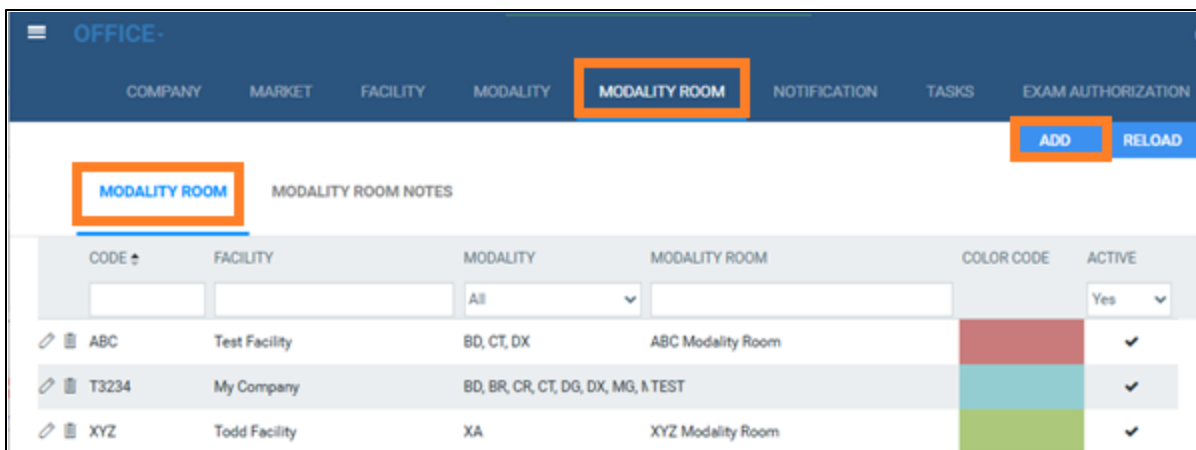 OFFICE-
COMPANY MARKET FACILITY MODALITY MODALITY ROOM NOTIFICATION TASKS EXAM AUTHORIZATION
ADD RELOAD
MODALITY ROOM MODALITY ROOM NOTES
CODE FACILITY MODALITY MODALITY ROOM COLOR CODE ACTIVE
All Yes
ABC Test Facility BD, CT, DX ABC Modality Room
T3234 My Company BD, BR, CR, CT, DG, DX, MG, TEST
XYZ Todd Facility XA XYZ Modality Room